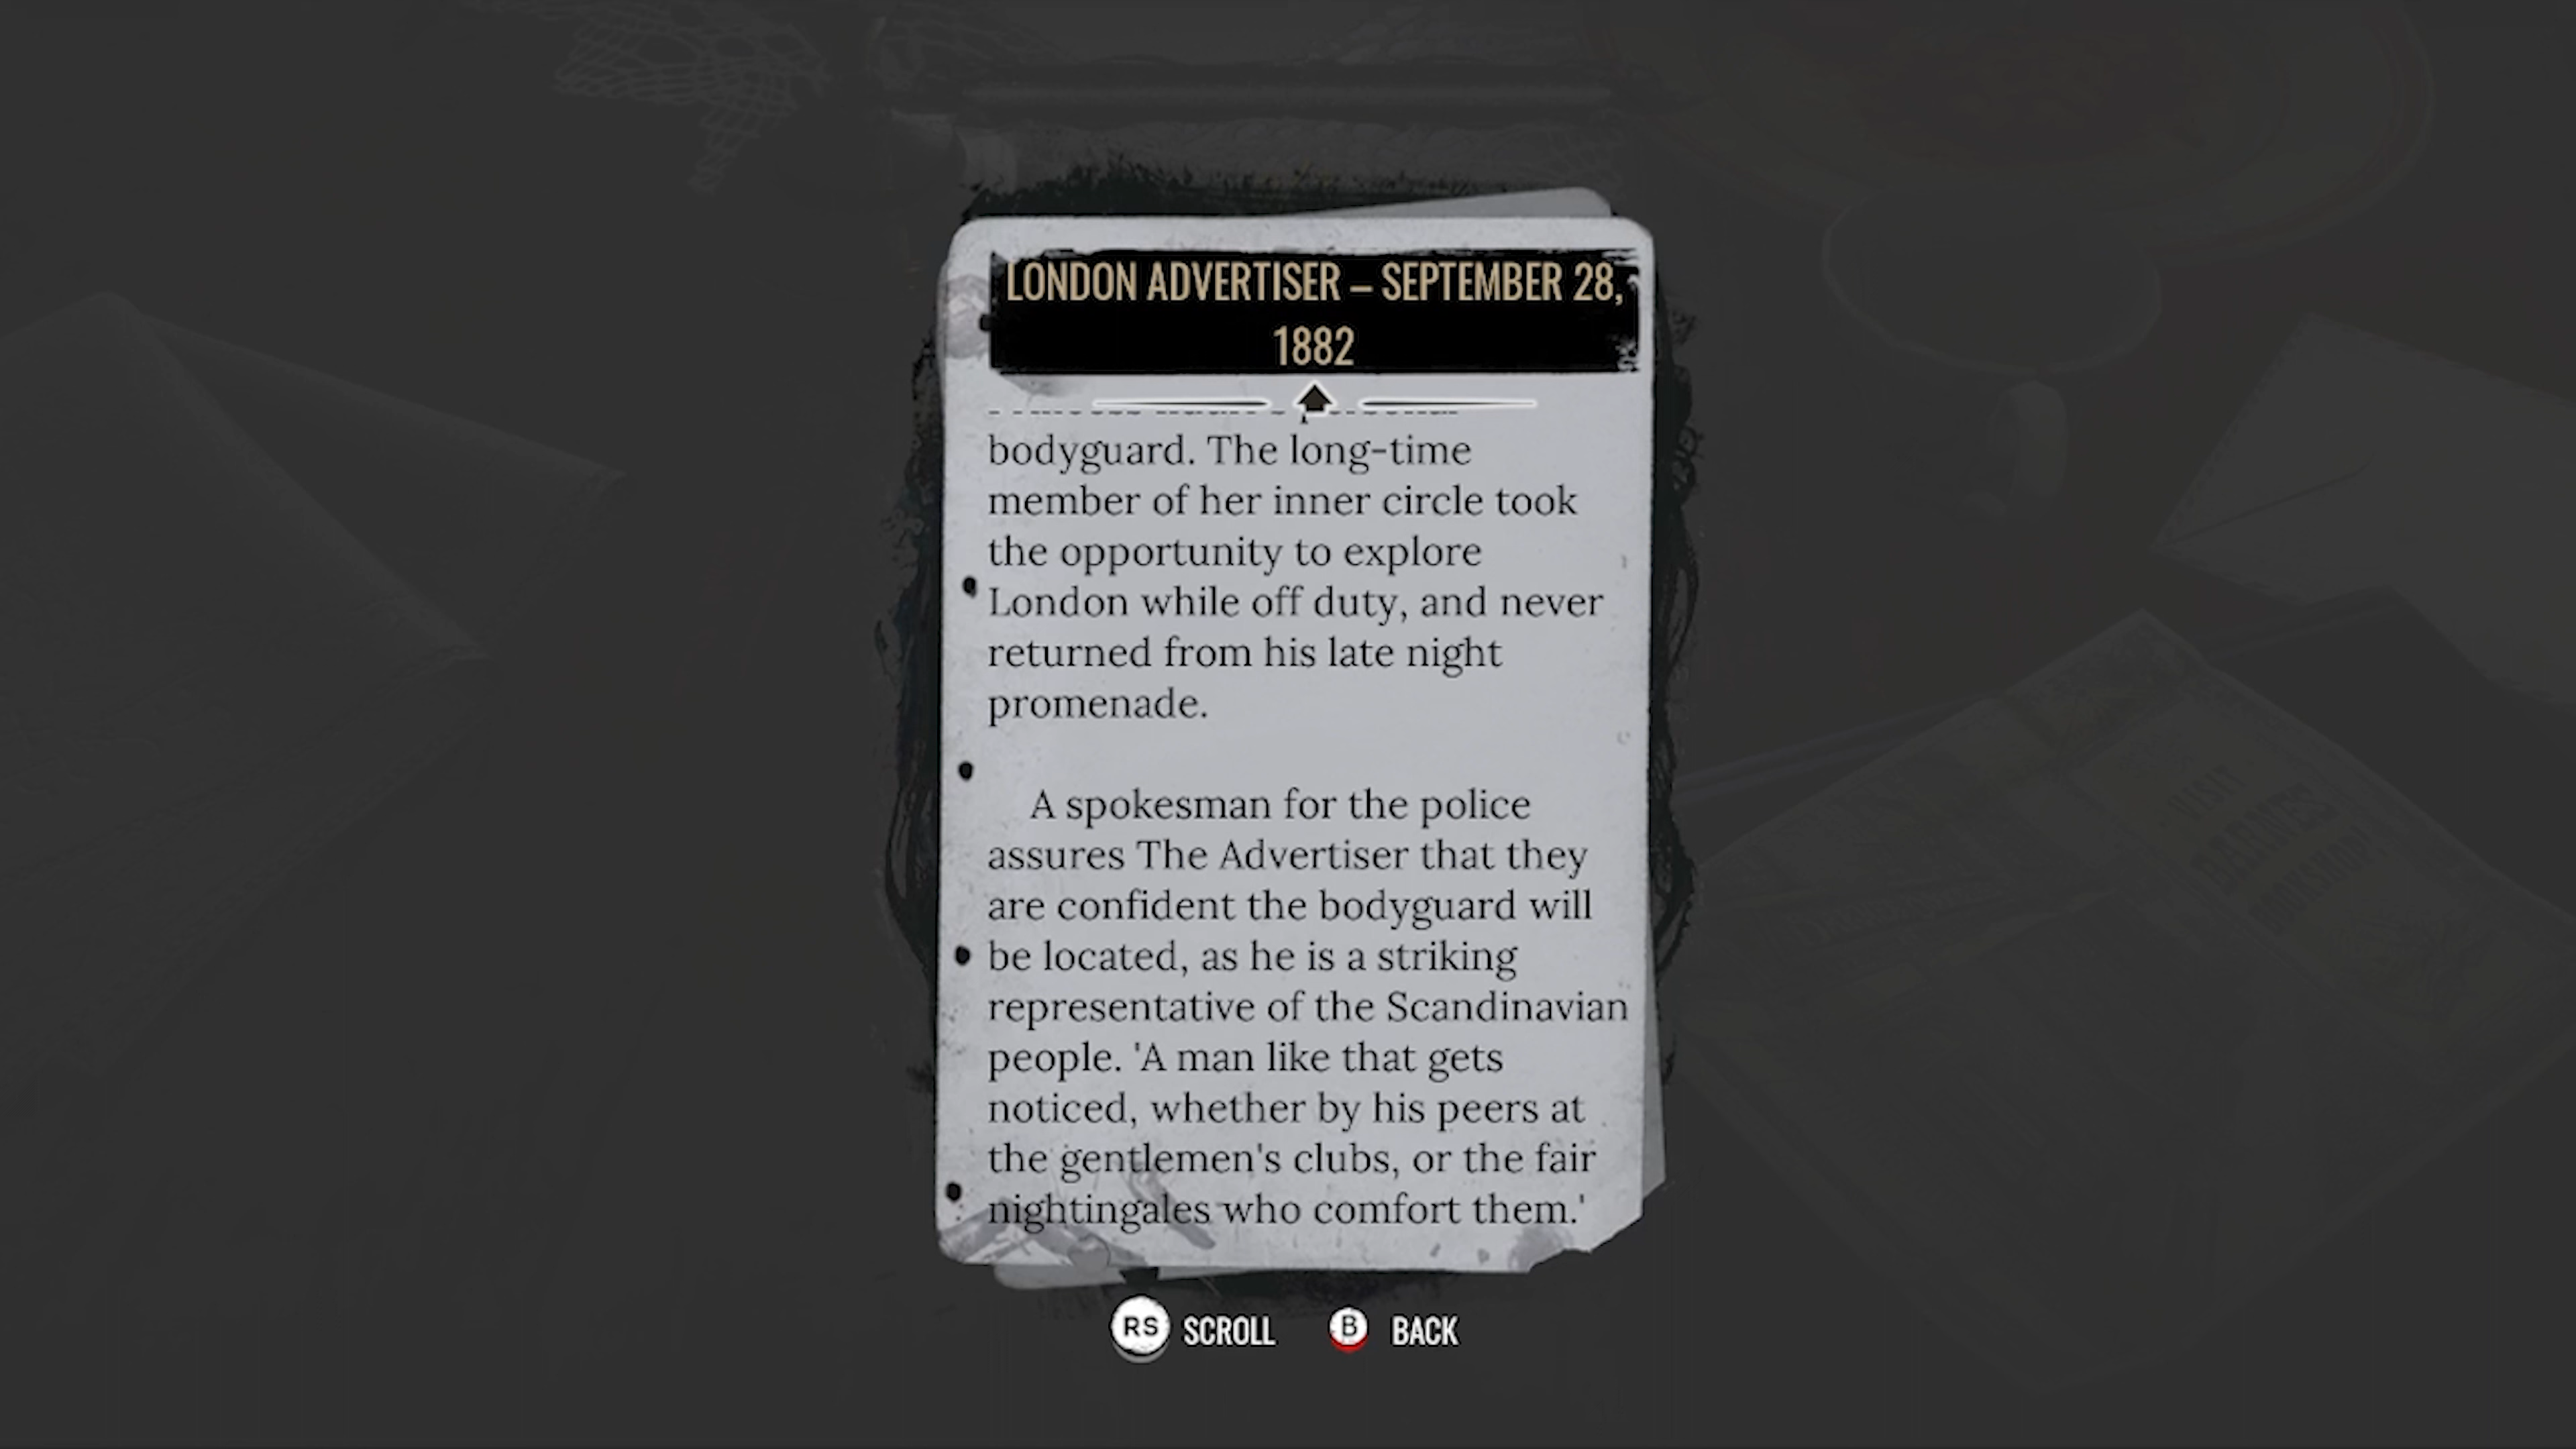 LONDON ADVERTISER – SEPTEMBER 28,
1882
bodyguard. The long-time
member of her inner circle took
the opportunity to explore
London while off duty, and never
returned from his late night
promenade.
A spokesman for the police
assures The Advertiser that they
are confident the bodyguard will
be located, as he is a striking
representative of the Scandinavian
people. 'A man like that gets
noticed, whether by his peers at
the gentlemen's clubs, or the fair
nightingales who comfort them.'
RS SCROLL B BACK